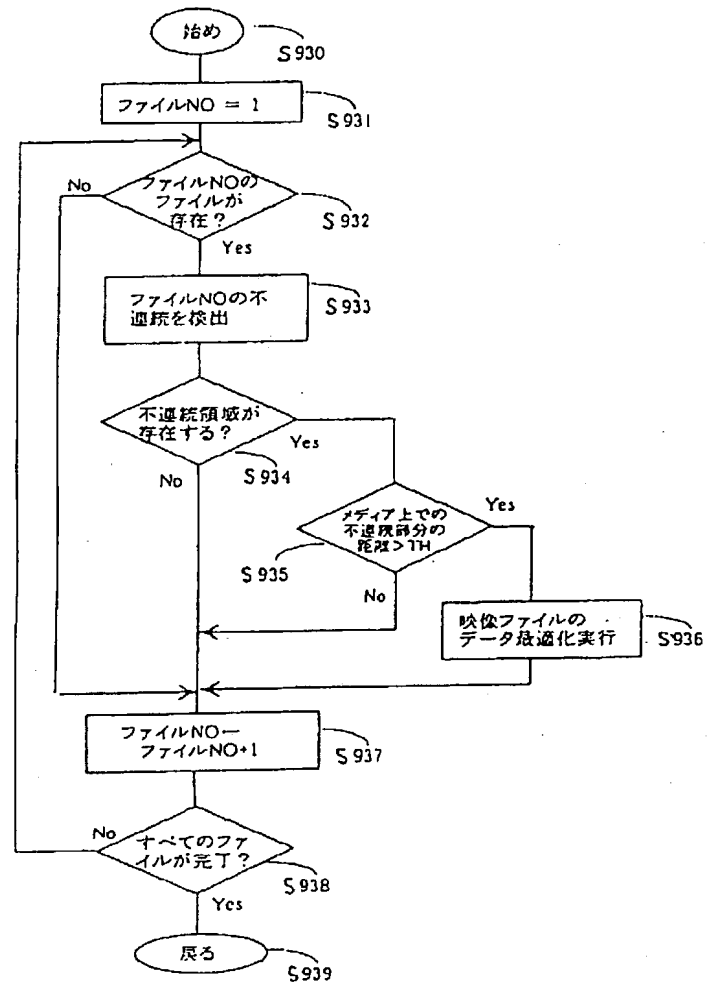 始め
S930
ファイルNO = 1
S931
No
ファイルNOの
ファイルが
存在?
S932
Yes
ファイルNOの不
連続を検出
S933
不連続領域が
存在する?
Yes
S934
No
メディア上での
不連続部分の
距離>TH
Yes
S935
No
映像ファイルの
データ最適化実行
S936
ファイルNO—
ファイルNO+1
S937
No
すべてのファ
イルが完了?
S938
Yes
戻る
S939